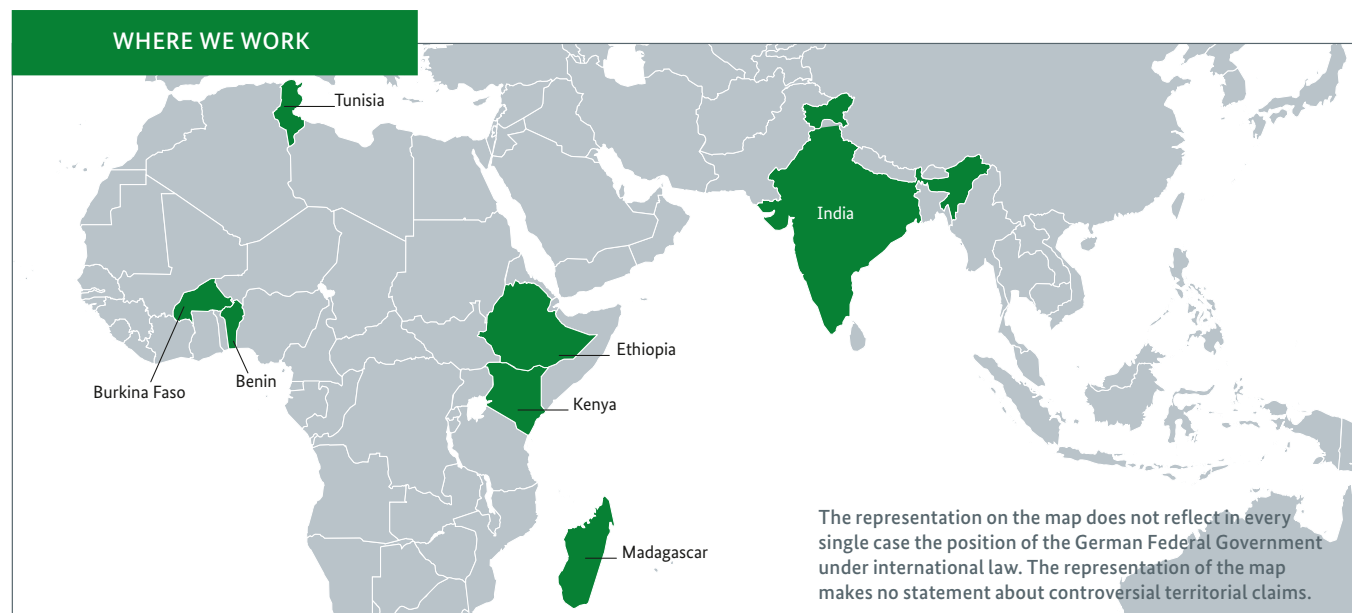 WHERE WE WORK
Tunisia
India
Ethiopia
Burkina Faso
Benin
Kenya
Madagascar
The representation on the map does not reflect in every
single case the position of the German Federal Government
under international law. The representation of the map
makes no statement about controversial territorial claims.